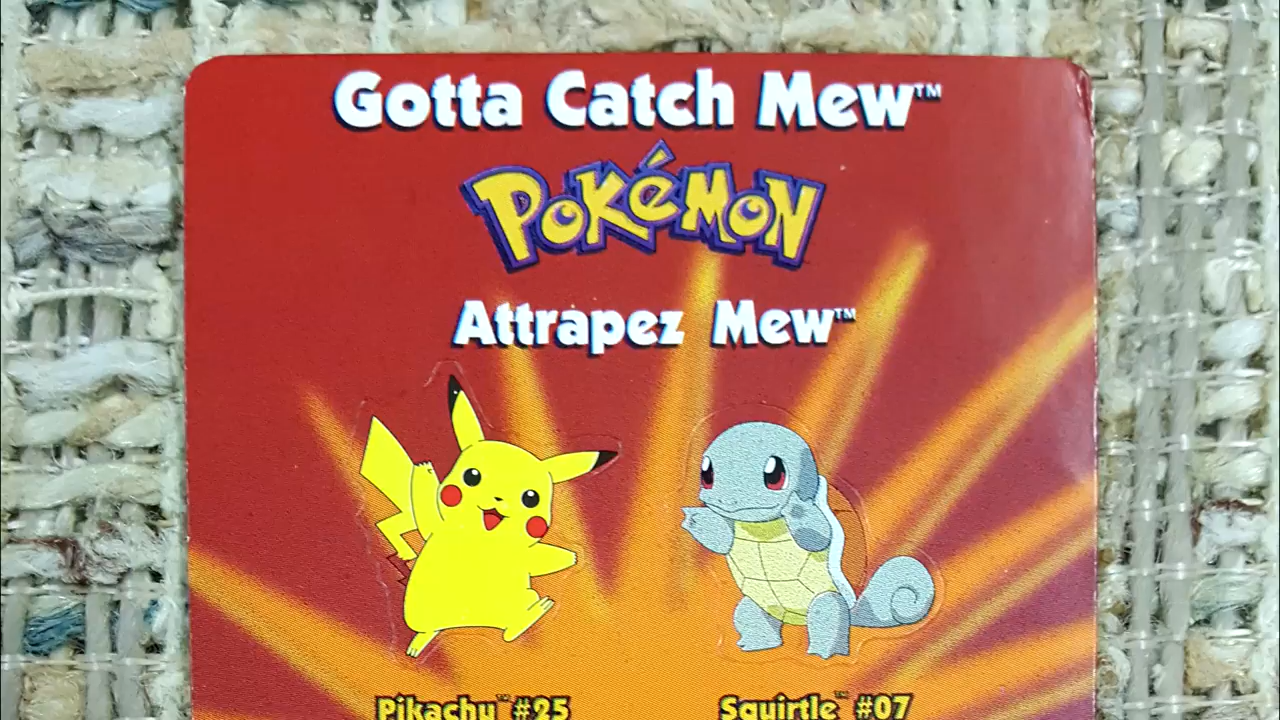 Gotta Catch Mew™
POKéMON
Attrapez Mew™
Pikachu™ #25
Squirtle™ #07